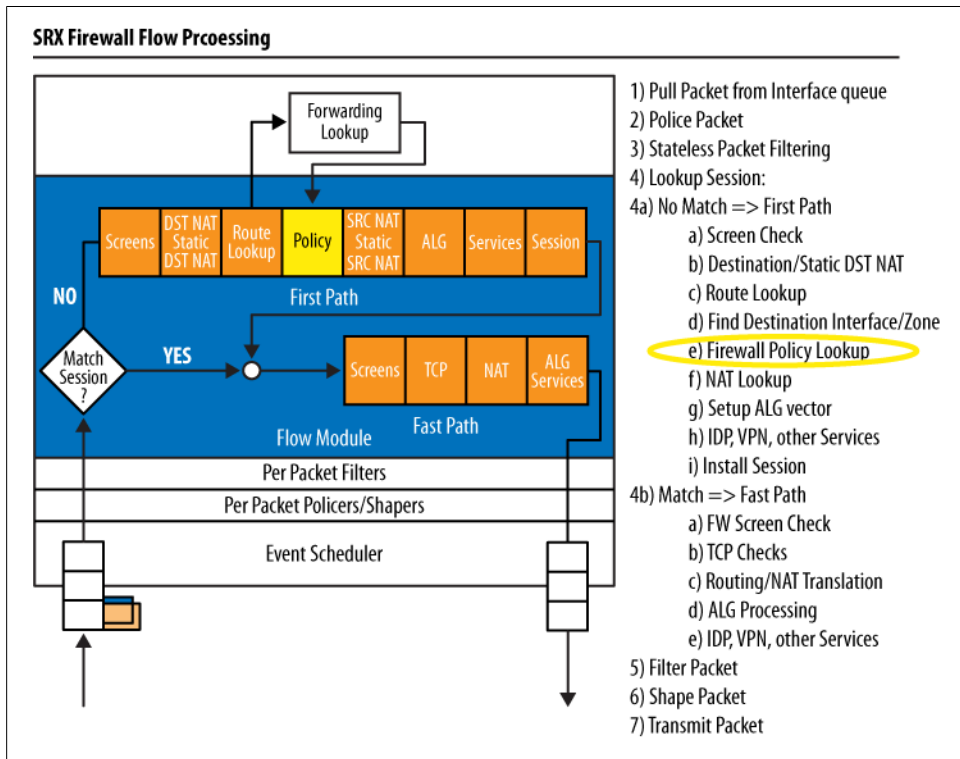 SRX Firewall Flow Prcoessing
Forwarding
Lookup
Screens
DST NAT
Static
DST NAT
Route
Lookup
Policy
SRC NAT
Static
SRC NAT
ALG
Services
Session
First Path
NO
Match
Session
?
YES
Screens
TCP
NAT
ALG
Services
Fast Path
Flow Module
Per Packet Filters
Per Packet Policers/Shapers
Event Scheduler
1) Pull Packet from Interface queue
2) Police Packet
3) Stateless Packet Filtering
4) Lookup Session:
4a) No Match => First Path
a) Screen Check
b) Destination/Static DST NAT
c) Route Lookup
d) Find Destination Interface/Zone
e) Firewall Policy Lookup
f) NAT Lookup
g) Setup ALG vector
h) IDP, VPN, other Services
i) Install Session
4b) Match => Fast Path
a) FW Screen Check
b) TCP Checks
c) Routing/NAT Translation
d) ALG Processing
e) IDP, VPN, other Services
5) Filter Packet
6) Shape Packet
7) Transmit Packet